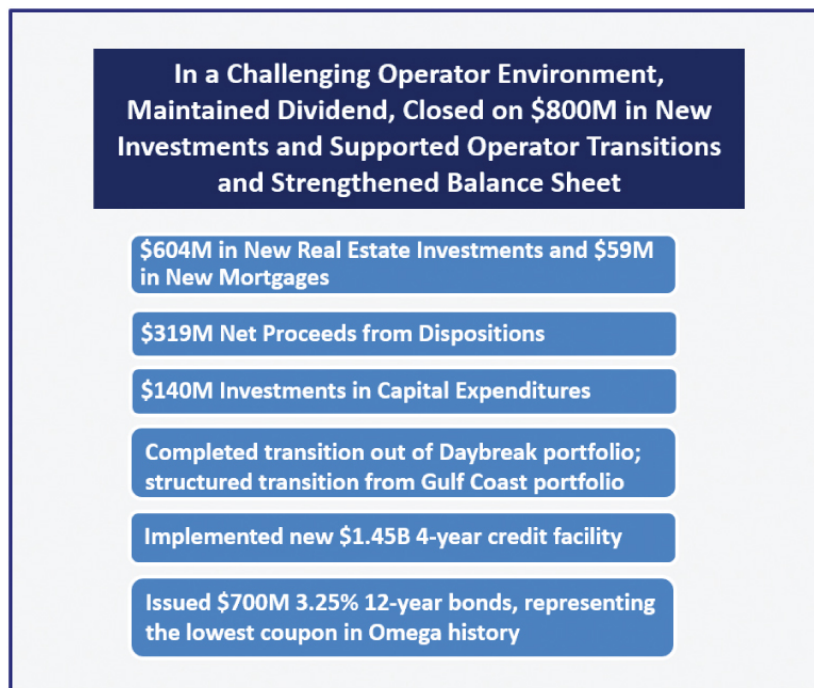 In a Challenging Operator Environment,
Maintained Dividend, Closed on $800M in New
Investments and Supported Operator Transitions
and Strengthened Balance Sheet
$604M in New Real Estate Investments and $59M
in New Mortgages
$319M Net Proceeds from Dispositions
$140M Investments in Capital Expenditures
Completed transition out of Daybreak portfolio;
structured transition from Gulf Coast portfolio
Implemented new $1.45B 4-year credit facility
Issued $700M 3.25% 12-year bonds, representing
the lowest coupon in Omega history